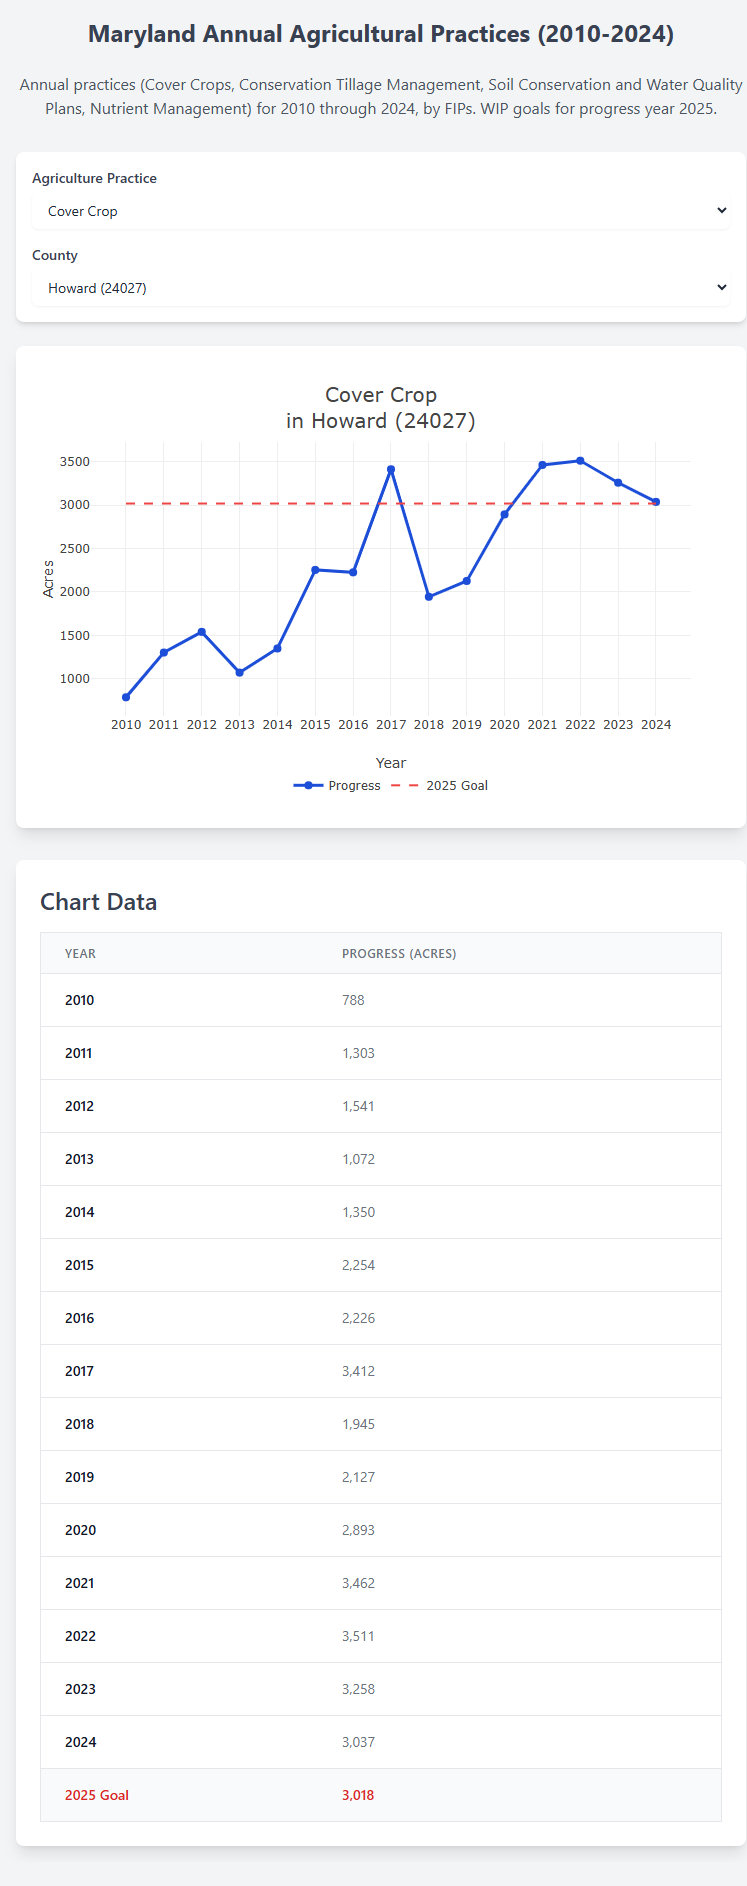 Maryland Annual Agricultural Practices (2010-2024)
Annual practices (Cover Crops, Conservation Tillage Management, Soil Conservation and Water Quality
Plans, Nutrient Management) for 2010 through 2024, by FIPs. WIP goals for progress year 2025.
Agriculture Practice
Cover Crop
County
Howard (24027)
Cover Crop
in Howard (24027)
3500
3000
2500
2000
1500
1000
Acres
2010 2011 2012 2013 2014 2015 2016 2017 2018 2019 2020 2021 2022 2023 2024
Year
Progress 2025 Goal
Chart Data
YEAR PROGRESS (ACRES)
2010 788
2011 1,303
2012 1,541
2013 1,072
2014 1,350
2015 2,254
2016 2,226
2017 3,412
2018 1,945
2019 2,127
2020 2,893
2021 3,462
2022 3,511
2023 3,258
2024 3,037
2025 Goal 3,018